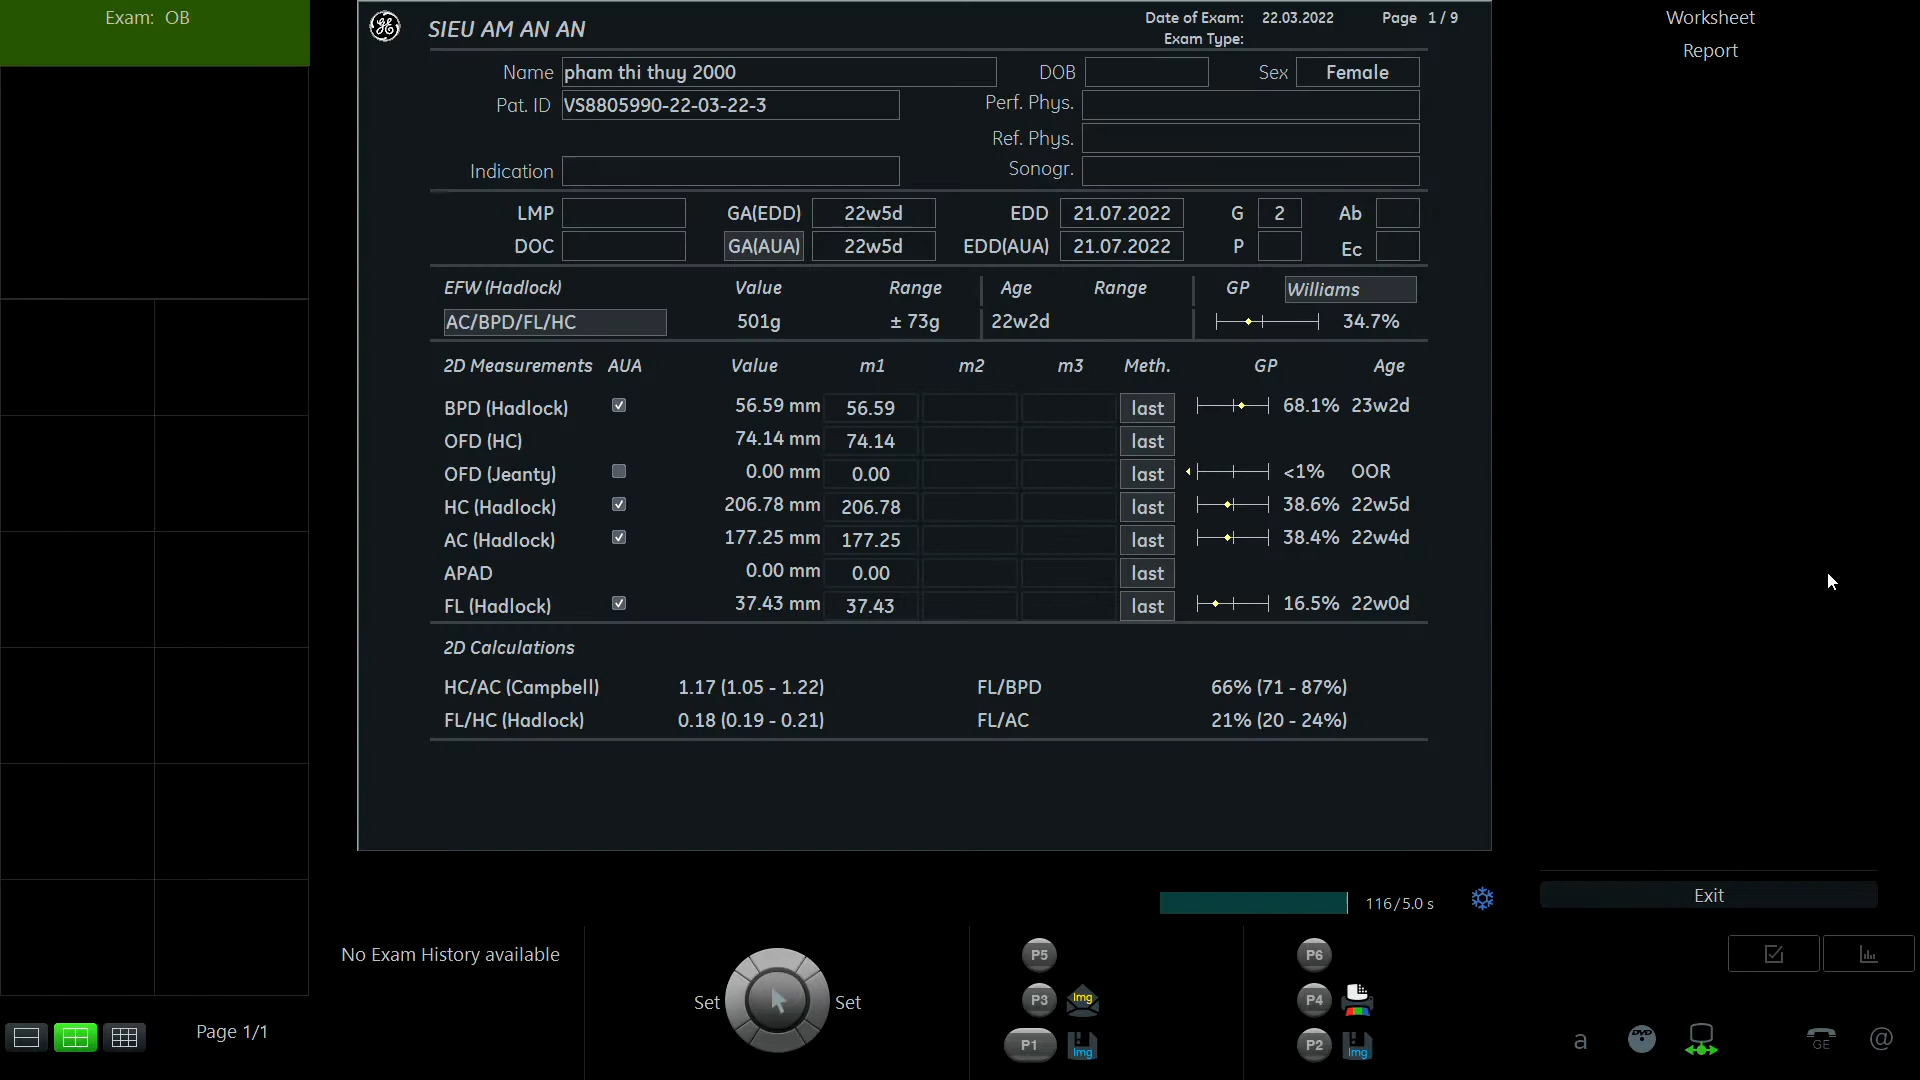 Exam: OB
SIEU AM AN AN
Date of Exam: 22.03.2022 Page 1 / 9
Exam Type:
Name pham thi thuy 2000 DOB Sex Female
Pat. ID VS8805990-22-03-22-3 Perf. Phys.
Ref. Phys.
Indication Sonogr.
LMP GA(EDD) 22w5d EDD 21.07.2022 G 2 Ab
DOC GA(AUA) 22w5d EDD(AUA) 21.07.2022 P Ec
EFW (Hadlock) Value Range Age Range GP Williams
AC/BPD/FL/HC 501g ± 73g 22w2d 34.7%
2D Measurements AUA Value m1 m2 m3 Meth. GP Age
BPD (Hadlock) 56.59 mm 56.59 last 68.1% 23w2d
OFD (HC) 74.14 mm 74.14 last
OFD (Jeanty) 0.00 mm 0.00 last <1% OOR
HC (Hadlock) 206.78 mm 206.78 last 38.6% 22w5d
AC (Hadlock) 177.25 mm 177.25 last 38.4% 22w4d
APAD 0.00 mm 0.00 last
FL (Hadlock) 37.43 mm 37.43 last 16.5% 22w0d
2D Calculations
HC/AC (Campbell) 1.17 (1.05 - 1.22) FL/BPD 66% (71 - 87%)
FL/HC (Hadlock) 0.18 (0.19 - 0.21) FL/AC 21% (20 - 24%)
Worksheet
Report
116/5.0 s
Exit
No Exam History available
Set Set
P5
P3 Img
P1 Img
P6
P4
P2 Img
Page 1/1
a DVD GE @